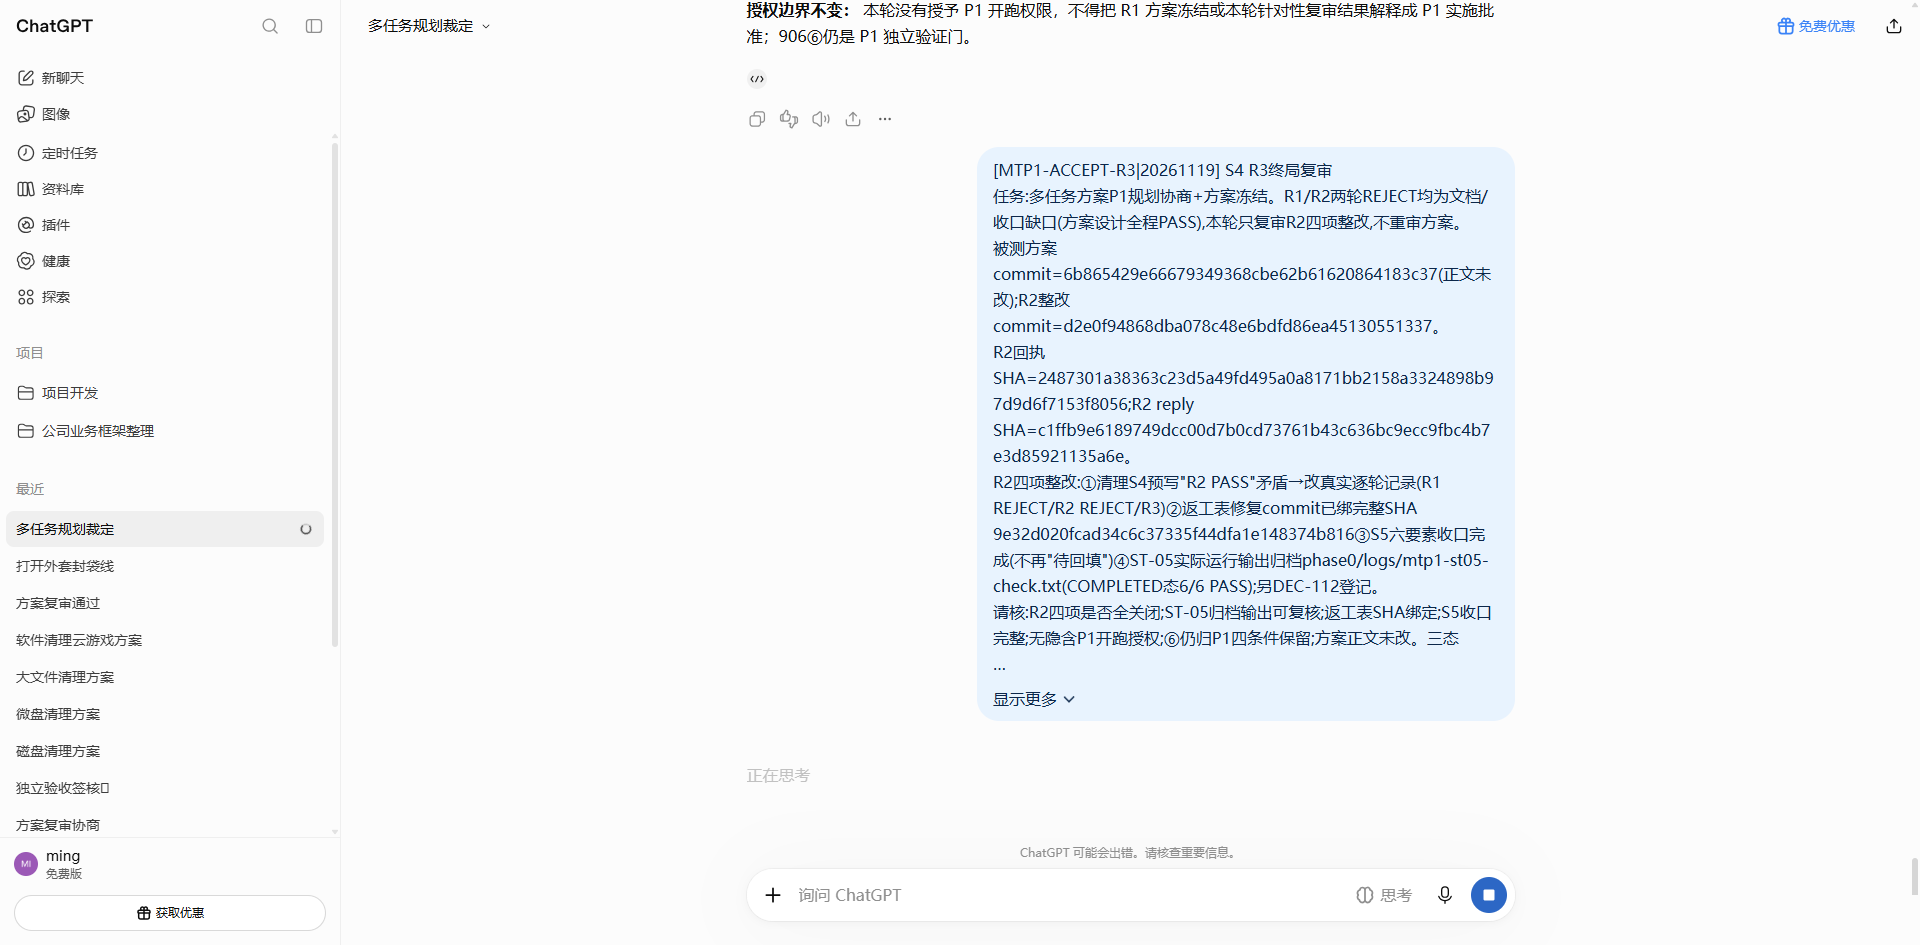 ChatGPT
新聊天
图像
定时任务
资料库
插件
健康
探索
项目
项目开发
公司业务框架整理
最近
多任务规划裁定
打开外套封袋线
方案复审通过
软件清理云游戏方案
大文件清理方案
微盘清理方案
磁盘清理方案
独立验收签核
方案复审协商
MI
ming
免费版
获取优惠
多任务规划裁定
免费优惠
授权边界不变： 本轮没有授予 P1 开跑权限，不得把 R1 方案冻结或本轮针对性复审结果解释成 P1 实施批
准；906⑥仍是 P1 独立验证门。
[MTP1-ACCEPT-R3|20261119] S4 R3终局复审
任务:多任务方案P1规划协商+方案冻结。R1/R2两轮REJECT均为文档/
收口缺口(方案设计全程PASS),本轮只复审R2四项整改,不重审方案。
被测方案
commit=6b865429e66679349368cbe62b61620864183c37(正文未
改);R2整改
commit=d2e0f94868dba078c48e6bdfd86ea45130551337。
R2回执
SHA=2487301a38363c23d5a49fd495a0a8171bb2158a3324898b9
7d9d6f7153f8056;R2 reply
SHA=c1ffb9e6189749dcc00d7b0cd73761b43c636bc9ecc9fbc4b7
e3d85921135a6e。
R2四项整改:①清理S4预写"R2 PASS"矛盾→改真实逐轮记录(R1
REJECT/R2 REJECT/R3)②返工表修复commit已绑完整SHA
9e32d020fcad34c6c37335f44dfa1e148374b816③S5六要素收口完
成(不再"待回填")④ST-05实际运行输出归档phase0/logs/mtp1-st05-
check.txt(COMPLETED态6/6 PASS);另DEC-112登记。
请核:R2四项是否全关闭;ST-05归档输出可复核;返工表SHA绑定;S5收口
完整;无隐含P1开跑授权;⑥仍归P1四条件保留;方案正文未改。三态
...
显示更多
正在思考
ChatGPT 可能会出错。请核查重要信息。
询问 ChatGPT
思考